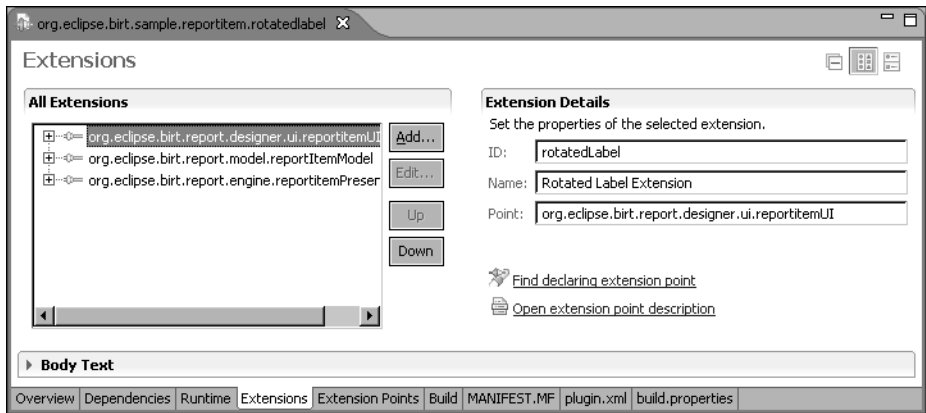 org.eclipse.birt.sample.reportitem.rotatedlabel
Extensions
All Extensions
org.eclipse.birt.report.designer.ui.reportitemUI
org.eclipse.birt.report.model.reportItemModel
org.eclipse.birt.report.engine.reportitemPresen
Add...
Edit...
Up
Down
Extension Details
Set the properties of the selected extension.
ID: rotatedLabel
Name: Rotated Label Extension
Point: org.eclipse.birt.report.designer.ui.reportitemUI
Find declaring extension point
Open extension point description
Body Text
Overview Dependencies Runtime Extensions Extension Points Build MANIFEST.MF plugin.xml build.properties